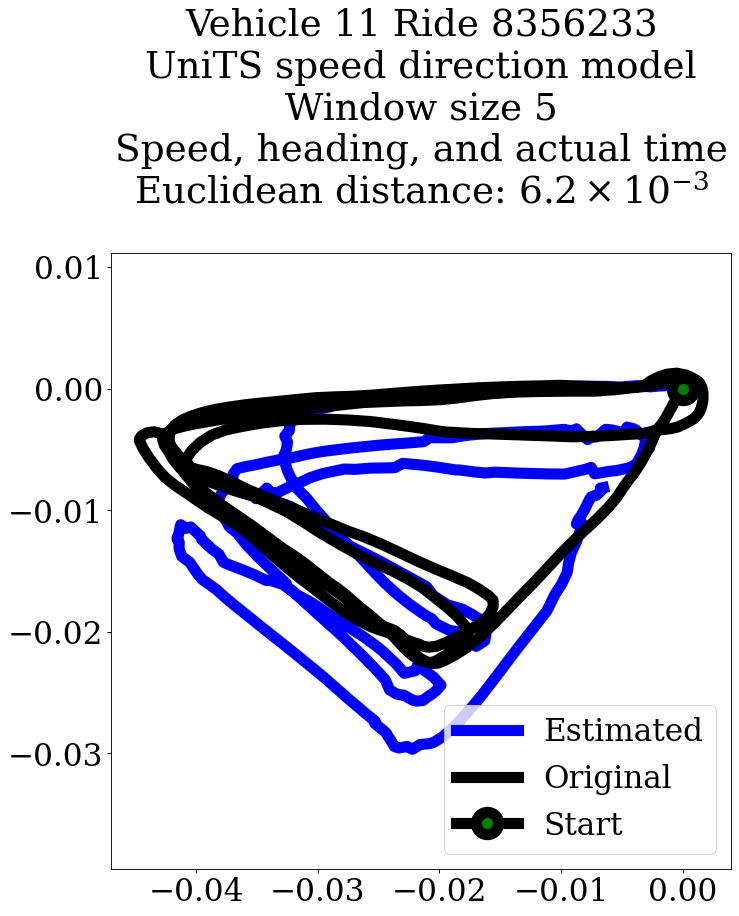 Vehicle 11 Ride 8356233
UniTS speed direction model
Window size 5
Speed, heading, and actual time
Euclidean distance: 6.2 × 10⁻³
0.01
0.00
−0.01
−0.02
−0.03
Estimated
Original
Start
−0.04 −0.03 −0.02 −0.01 0.00